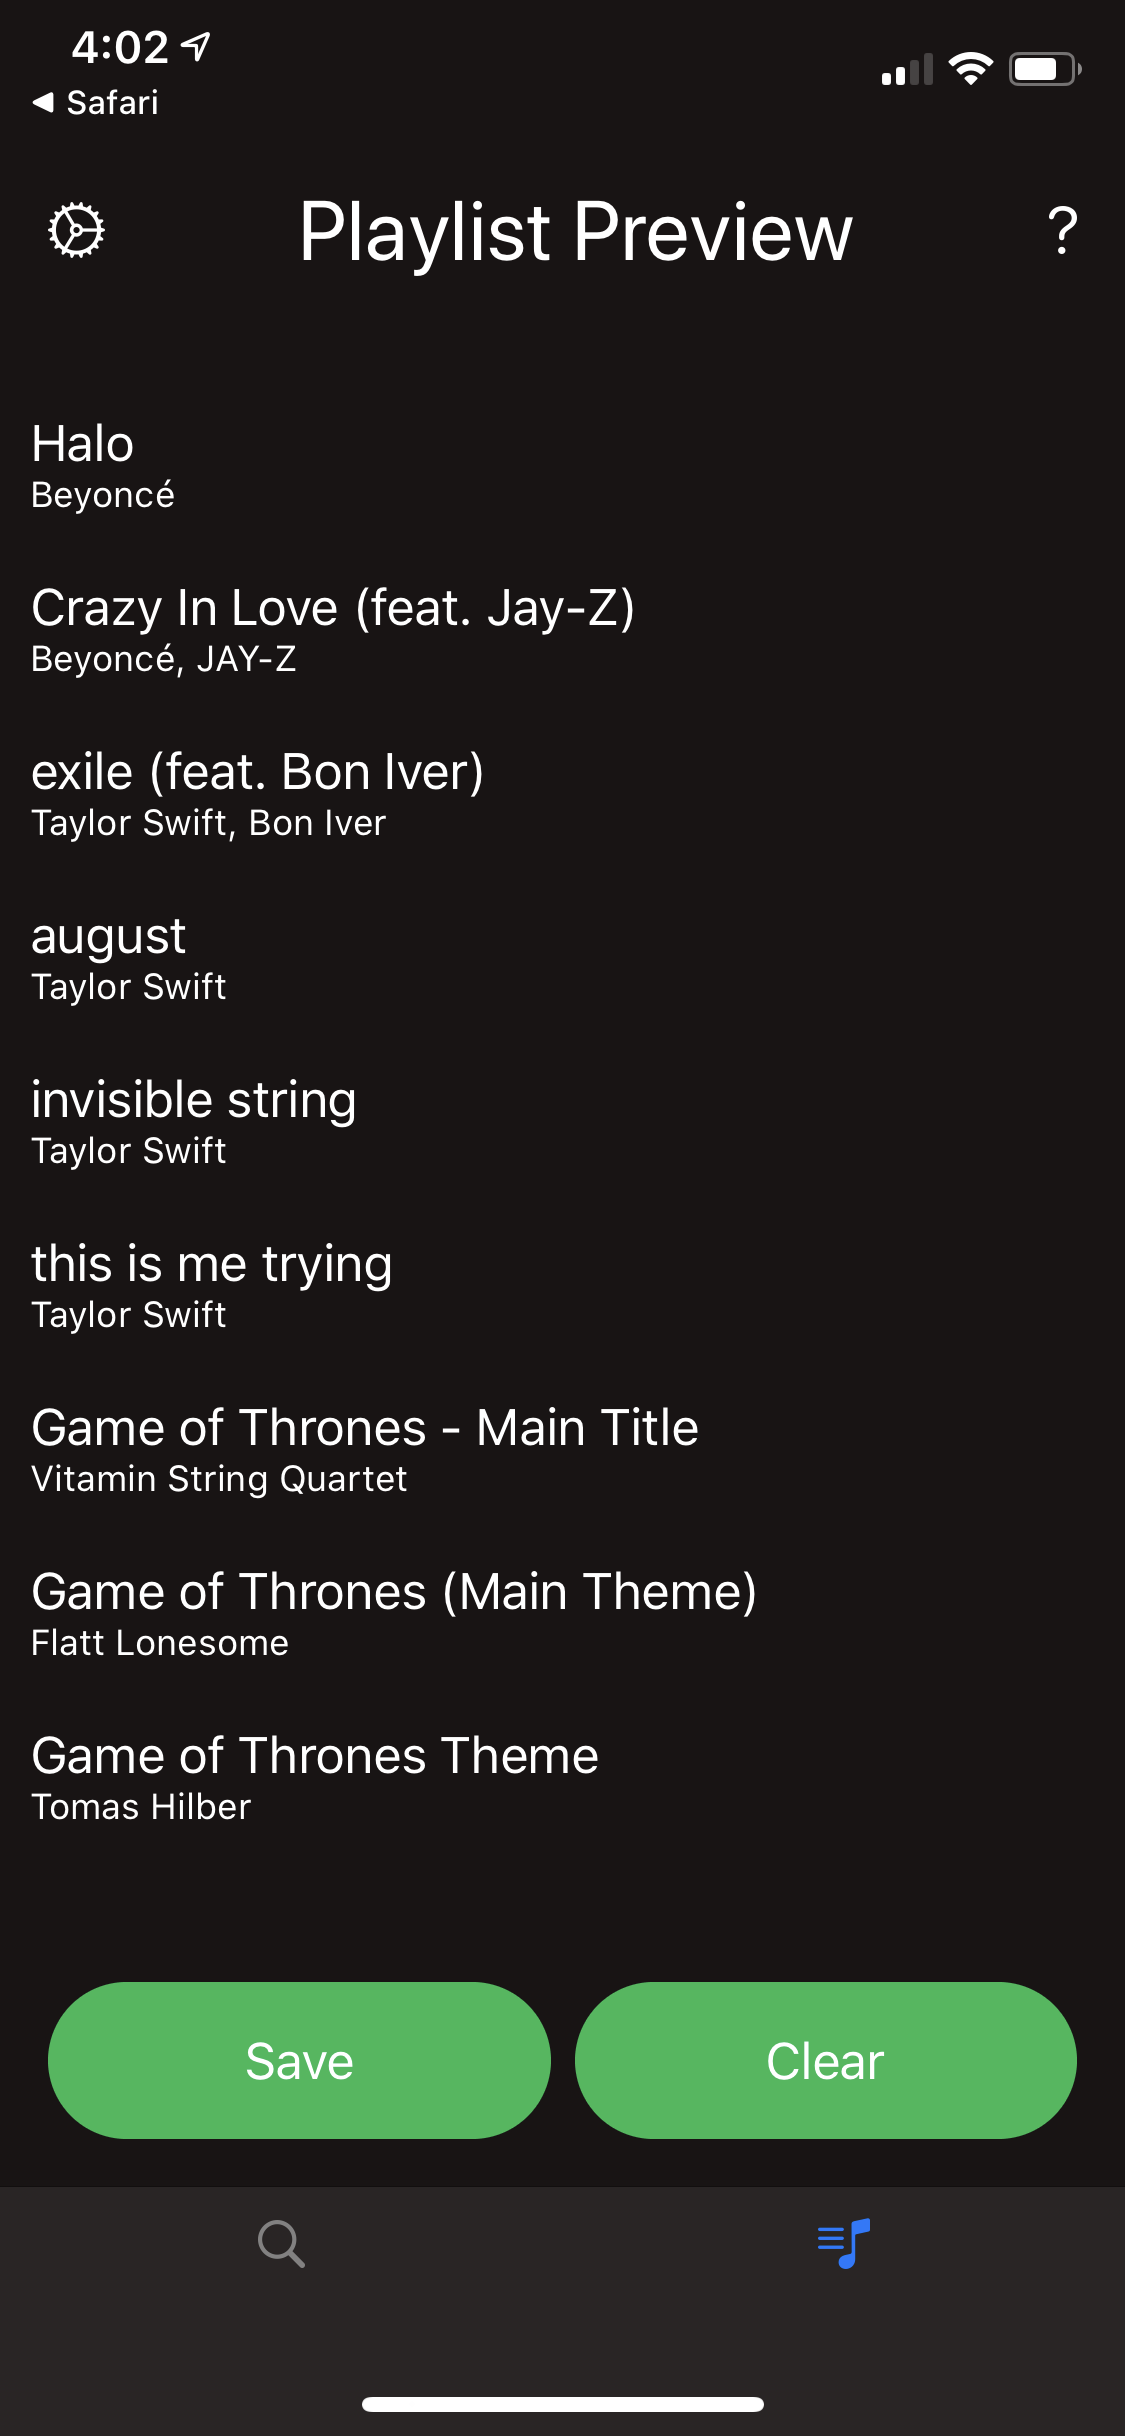 4:02
◀ Safari
Playlist Preview
?
Halo
Beyoncé
Crazy In Love (feat. Jay-Z)
Beyoncé, JAY-Z
exile (feat. Bon Iver)
Taylor Swift, Bon Iver
august
Taylor Swift
invisible string
Taylor Swift
this is me trying
Taylor Swift
Game of Thrones - Main Title
Vitamin String Quartet
Game of Thrones (Main Theme)
Flatt Lonesome
Game of Thrones Theme
Tomas Hilber
Save
Clear